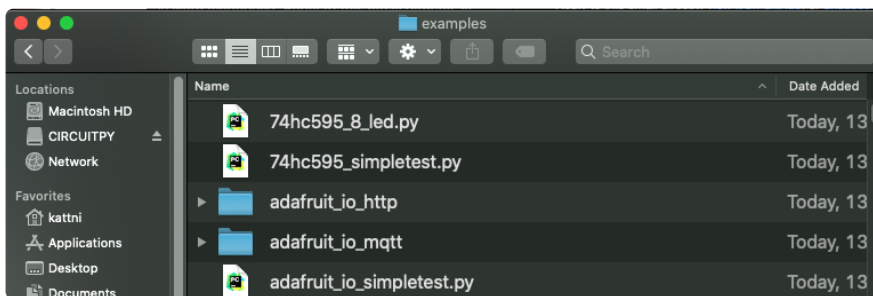 examples
Search
Locations
Macintosh HD
CIRCUITPY
Network
Favorites
kattni
Applications
Desktop
Documents
Name
Date Added
74hc595_8_led.py
Today, 13
74hc595_simpletest.py
Today, 13
adafruit_io_http
Today, 13
adafruit_io_mqtt
Today, 13
adafruit_io_simpletest.py
Today, 13